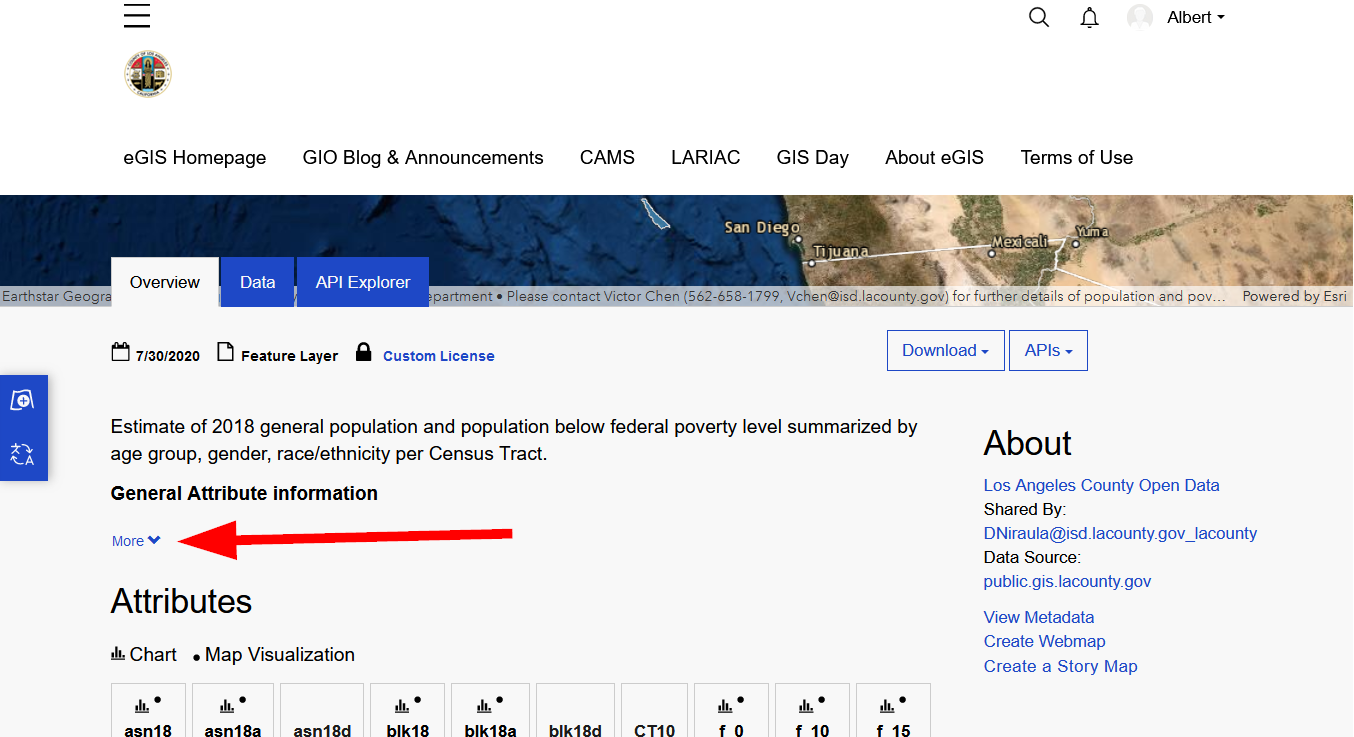 Albert
eGIS Homepage GIO Blog & Announcements CAMS LARIAC GIS Day About eGIS Terms of Use
San Diego
Tijuana
Mexicali
Yuma
Overview Data API Explorer
Earthstar Geogra epartment • Please contact Victor Chen (562-658-1799, Vchen@isd.lacounty.gov) for further details of population and pov… Powered by Esri
7/30/2020 Feature Layer Custom License
Download APIs
Estimate of 2018 general population and population below federal poverty level summarized by
age group, gender, race/ethnicity per Census Tract.
General Attribute information
More
About
Los Angeles County Open Data
Shared By:
DNiraula@isd.lacounty.gov_lacounty
Data Source:
public.gis.lacounty.gov
View Metadata
Create Webmap
Create a Story Map
Attributes
Chart • Map Visualization
asn18 asn18a asn18d blk18 blk18a blk18d CT10 f_0 f_10 f_15